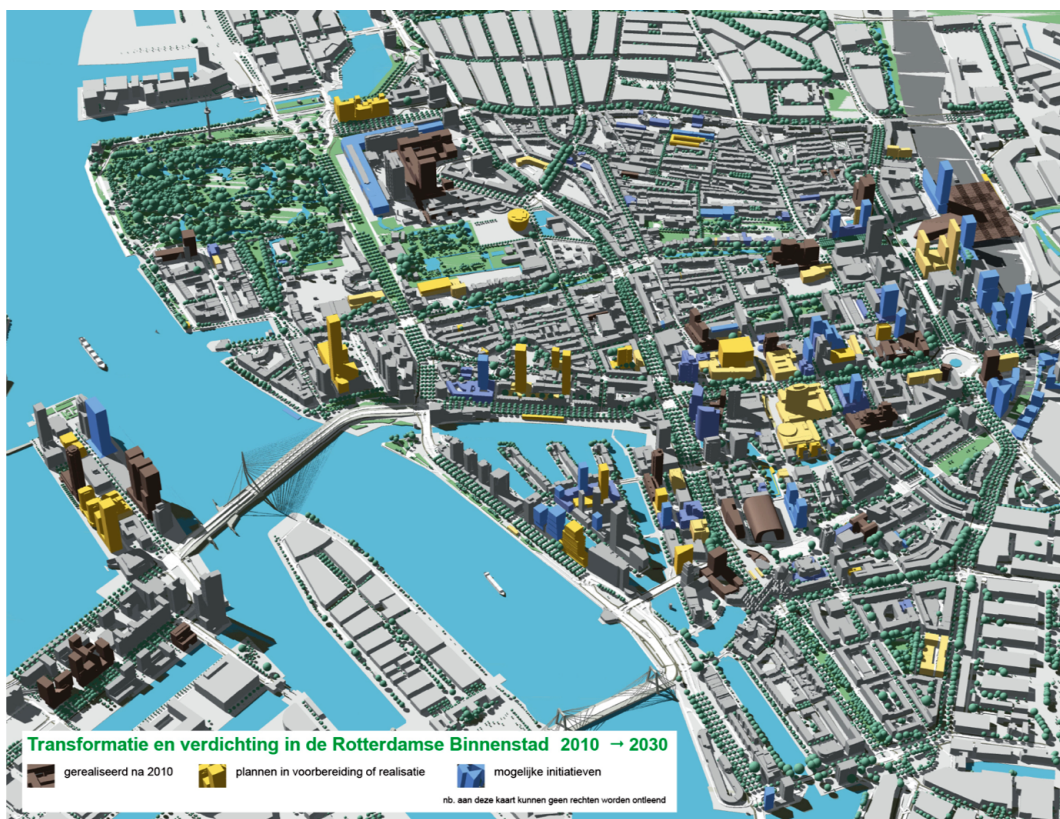 Transformatie en verdichting in de Rotterdamse Binnenstad 2010 → 2030
gerealiseerd na 2010
plannen in voorbereiding of realisatie
mogelijke initiatieven
nb. aan deze kaart kunnen geen rechten worden ontleend